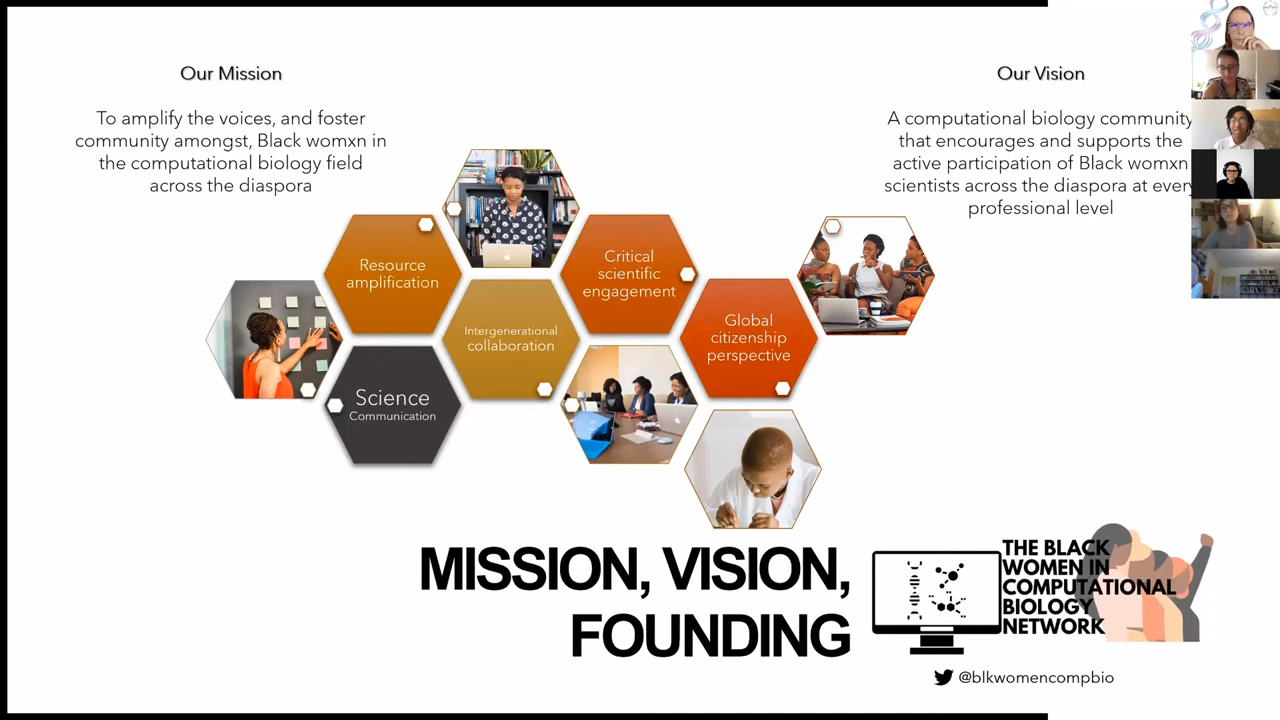 Our Mission
To amplify the voices, and foster
community amongst, Black womxn in
the computational biology field
across the diaspora
Our Vision
A computational biology community
that encourages and supports the
active participation of Black womxn
scientists across the diaspora at every
professional level
Resource
amplification
Critical
scientific
engagement
Intergenerational
collaboration
Global
citizenship
perspective
Science
Communication
MISSION, VISION,
FOUNDING
THE BLACK
WOMEN IN
COMPUTATIONAL
BIOLOGY
NETWORK
@blkwomencompbio